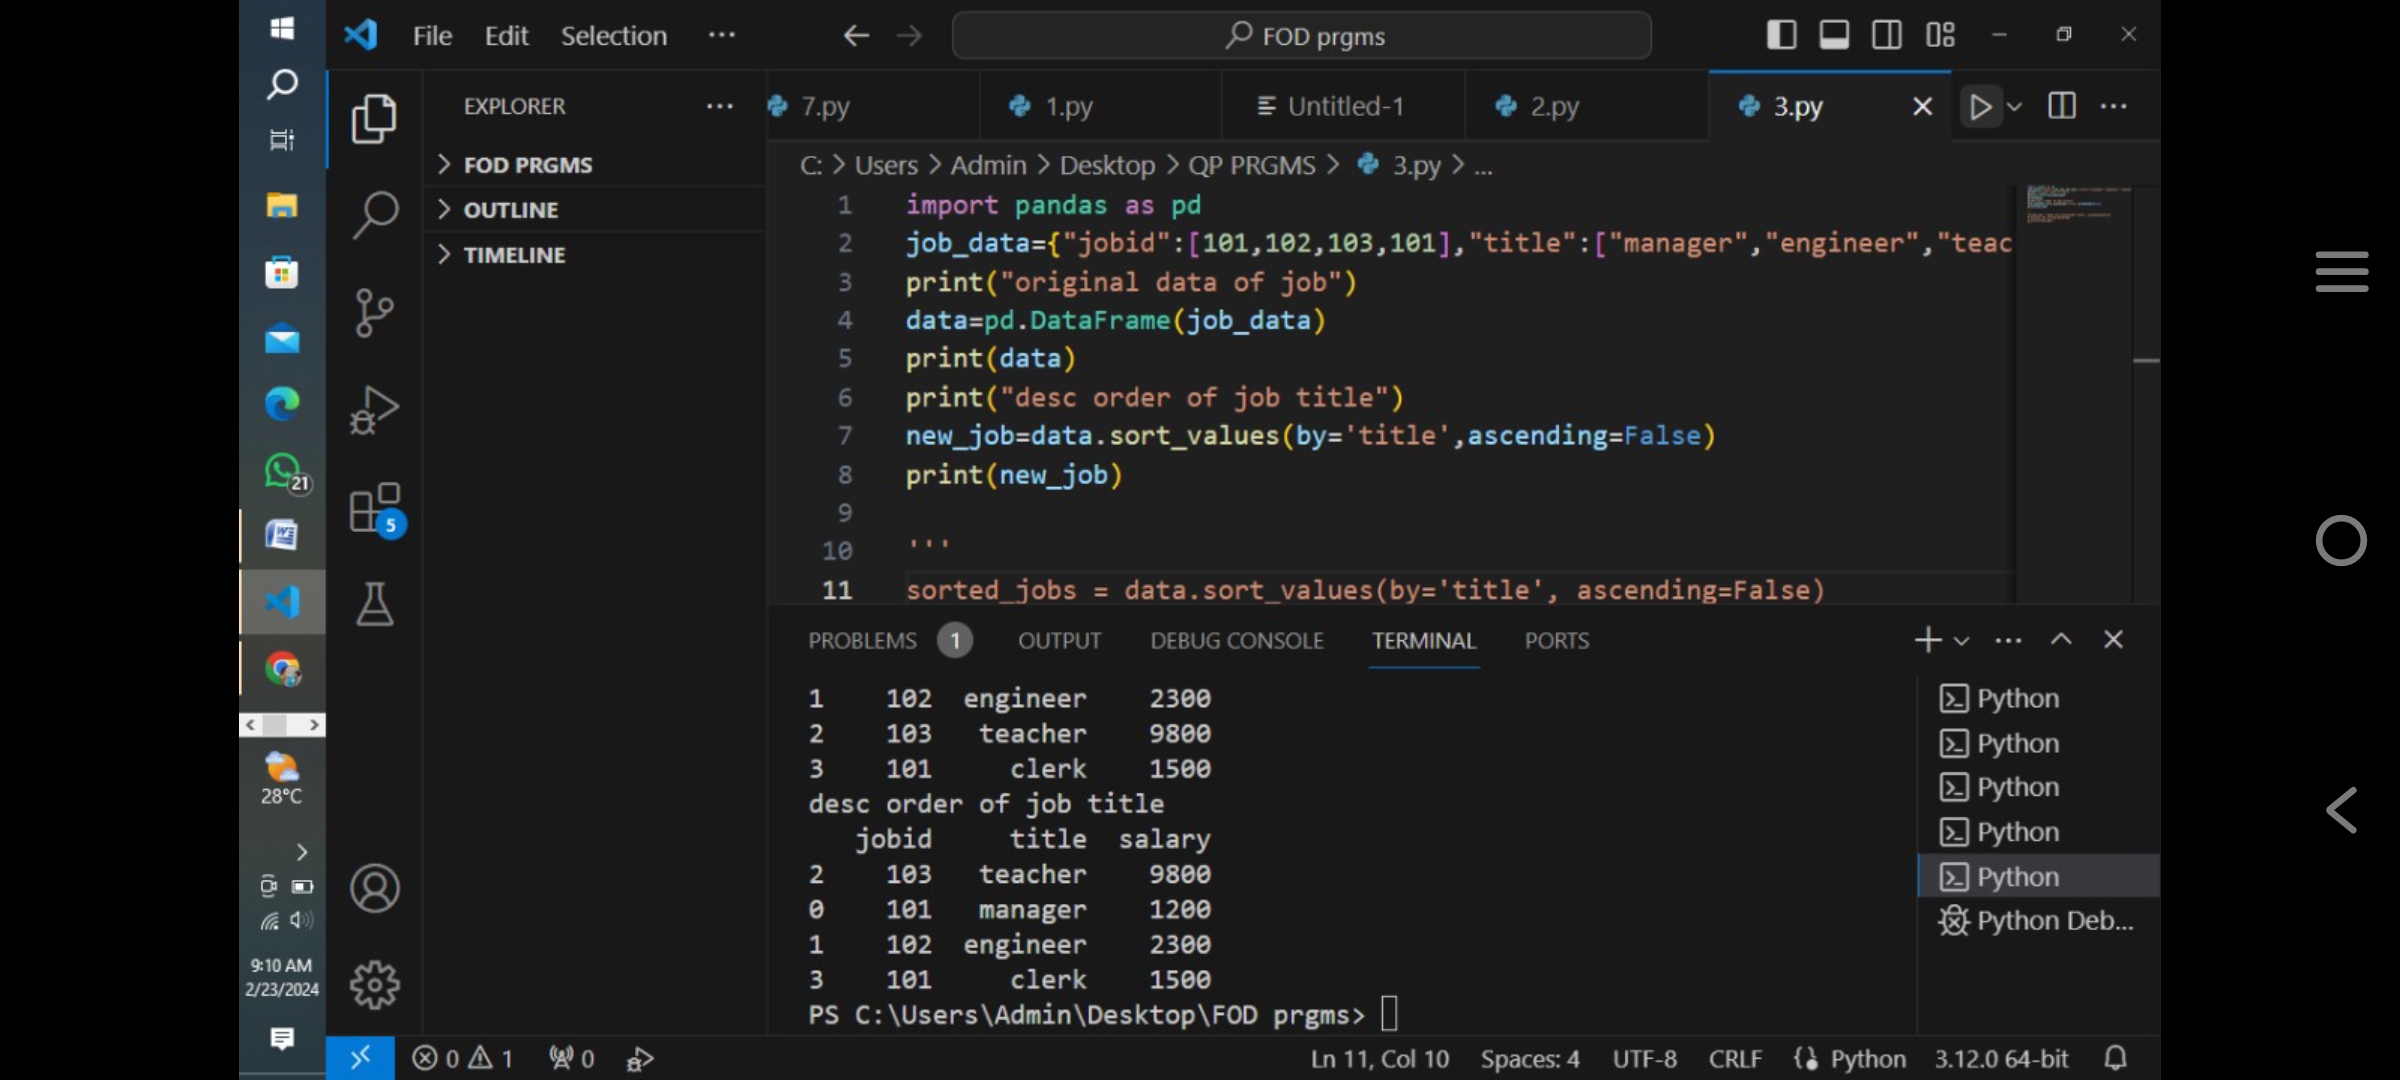 File Edit Selection ...
FOD prgms
EXPLORER ...
FOD PRGMS
OUTLINE
TIMELINE
7.py 1.py Untitled-1 2.py 3.py
C: > Users > Admin > Desktop > QP PRGMS > 3.py > ...
1 import pandas as pd
2 job_data={"jobid":[101,102,103,101],"title":["manager","engineer","teac
3 print("original data of job")
4 data=pd.DataFrame(job_data)
5 print(data)
6 print("desc order of job title")
7 new_job=data.sort_values(by='title',ascending=False)
8 print(new_job)
9
10 '''
11 sorted_jobs = data.sort_values(by='title', ascending=False)
PROBLEMS 1 OUTPUT DEBUG CONSOLE TERMINAL PORTS
1 102 engineer 2300
2 103 teacher 9800
3 101 clerk 1500
desc order of job title
jobid title salary
2 103 teacher 9800
0 101 manager 1200
1 102 engineer 2300
3 101 clerk 1500
PS C:\Users\Admin\Desktop\FOD prgms>
Python
Python
Python
Python
Python
Python Deb...
21
5
28°C
9:10 AM
2/23/2024
0 1 0
Ln 11, Col 10 Spaces: 4 UTF-8 CRLF Python 3.12.0 64-bit